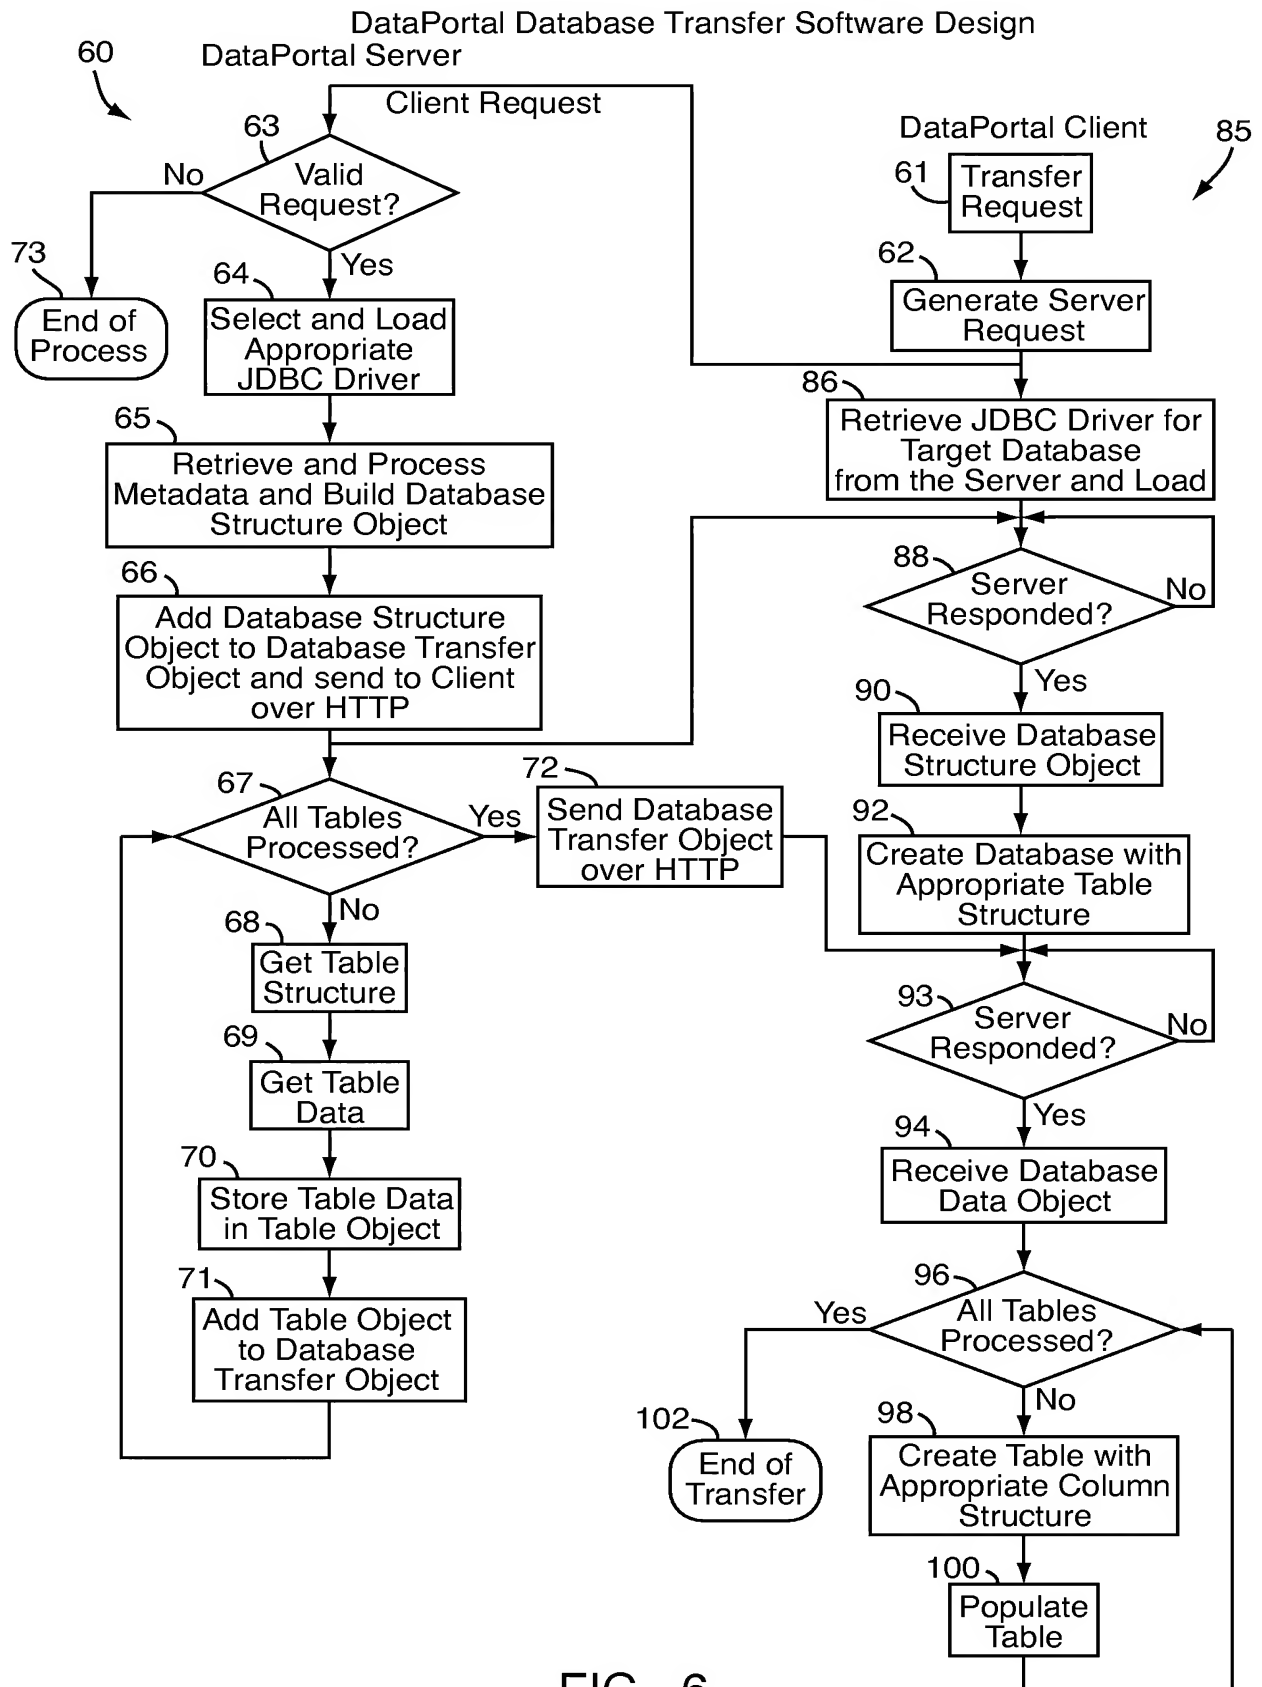 DataPortal Database Transfer Software Design
DataPortal Server
60
Client Request
63
Valid
Request?
No
Yes
73
End of
Process
64
Select and Load
Appropriate
JDBC Driver
65
Retrieve and Process
Metadata and Build Database
Structure Object
66
Add Database Structure
Object to Database Transfer
Object and send to Client
over HTTP
67
All Tables
Processed?
Yes
No
72
Send Database
Transfer Object
over HTTP
68
Get Table
Structure
69
Get Table
Data
70
Store Table Data
in Table Object
71
Add Table Object
to Database
Transfer Object
DataPortal Client
85
61
Transfer
Request
62
Generate Server
Request
86
Retrieve JDBC Driver for
Target Database
from the Server and Load
88
Server
Responded?
No
Yes
90
Receive Database
Structure Object
92
Create Database with
Appropriate Table
Structure
93
Server
Responded?
No
Yes
94
Receive Database
Data Object
96
All Tables
Processed?
Yes
No
102
End of
Transfer
98
Create Table with
Appropriate Column
Structure
100
Populate
Table
FIG. 6